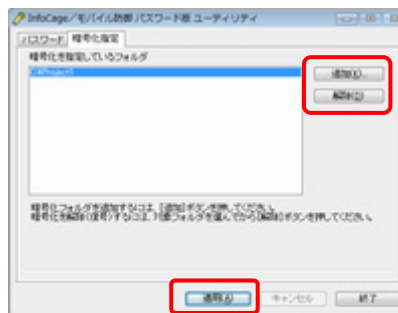 InfoCage/モバイル防御 パスワード版 ユーティリティ
パスワード 暗号化指定
暗号化を指定しているフォルダ
C:\Project1
追加(D)...
解除(R)
暗号化フォルダを追加するには、[追加]ボタンを押してください。
暗号化を解除(復号)するには、対象フォルダを選んでから[解除]ボタンを押してください。
適用(A)
キャンセル
終了